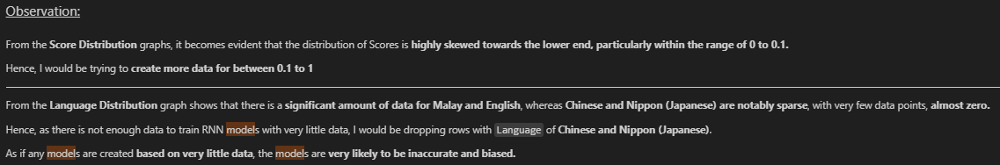 Observation:
From the Score Distribution graphs, it becomes evident that the distribution of Scores is highly skewed towards the lower end, particularly within the range of 0 to 0.1.
Hence, I would be trying to create more data for between 0.1 to 1
From the Language Distribution graph shows that there is a significant amount of data for Malay and English, whereas Chinese and Nippon (Japanese) are notably sparse, with very few data points, almost zero.
Hence, as there is not enough data to train RNN models with very little data, I would be dropping rows with Language of Chinese and Nippon (Japanese).
As if any models are created based on very little data, the models are very likely to be inaccurate and biased.